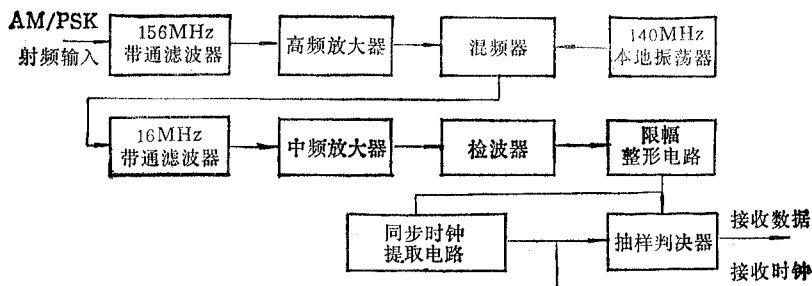 AM/PSK
射频输入
156MHz
带通滤波器
高频放大器
混频器
140MHz
本地振荡器
16MHz
带通滤波器
中频放大器
检波器
限幅
整形电路
同步时钟
提取电路
抽样判决器
接收数据
接收时钟